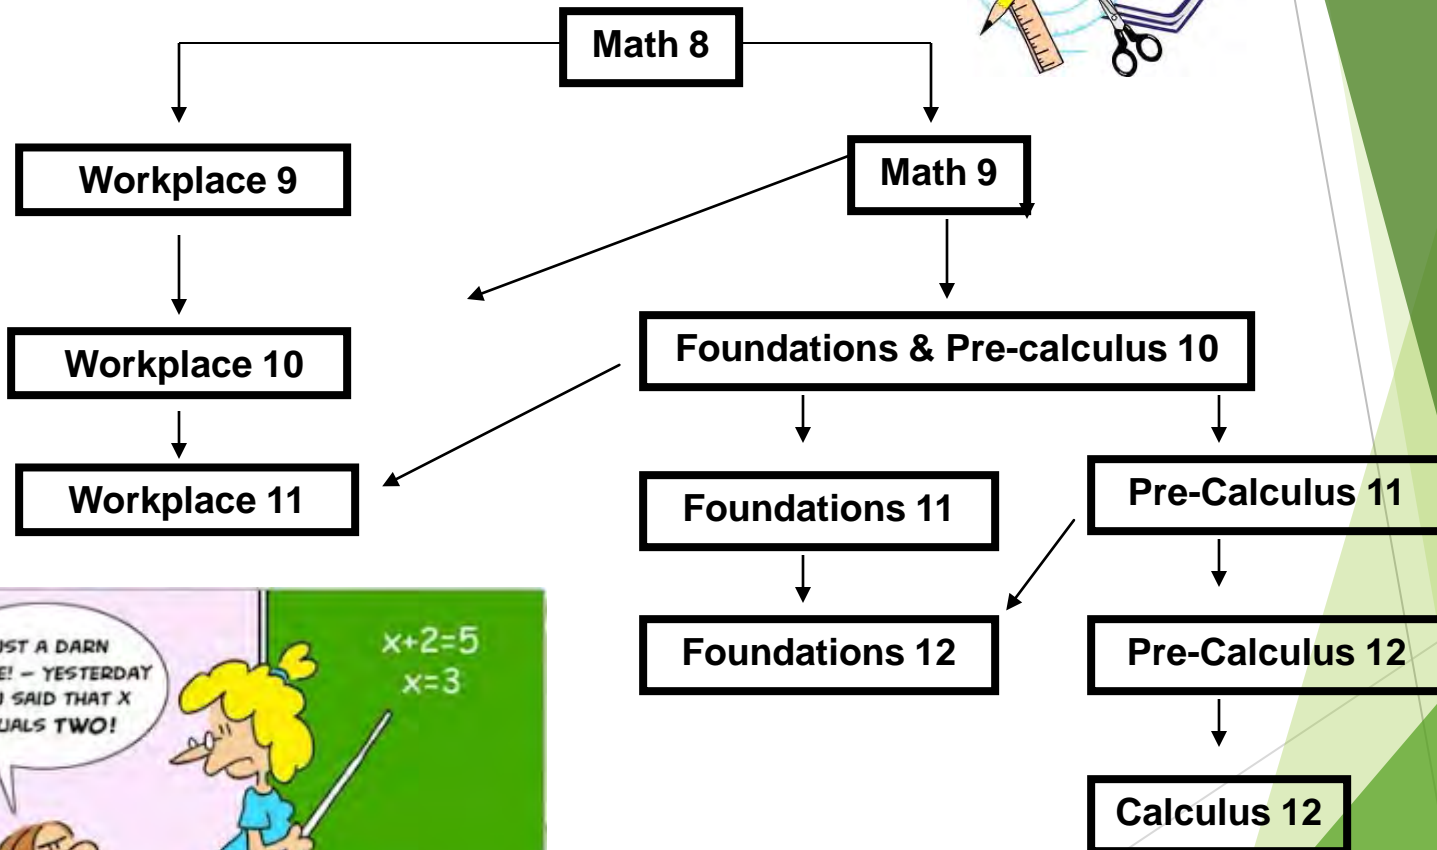 Math 8
Workplace 9
Math 9
Workplace 10
Foundations & Pre-calculus 10
Workplace 11
Foundations 11
Pre-Calculus 11
Foundations 12
Pre-Calculus 12
Calculus 12
A DARN
– YESTERDAY
SAID THAT X
TWO!
x+2=5
x=3